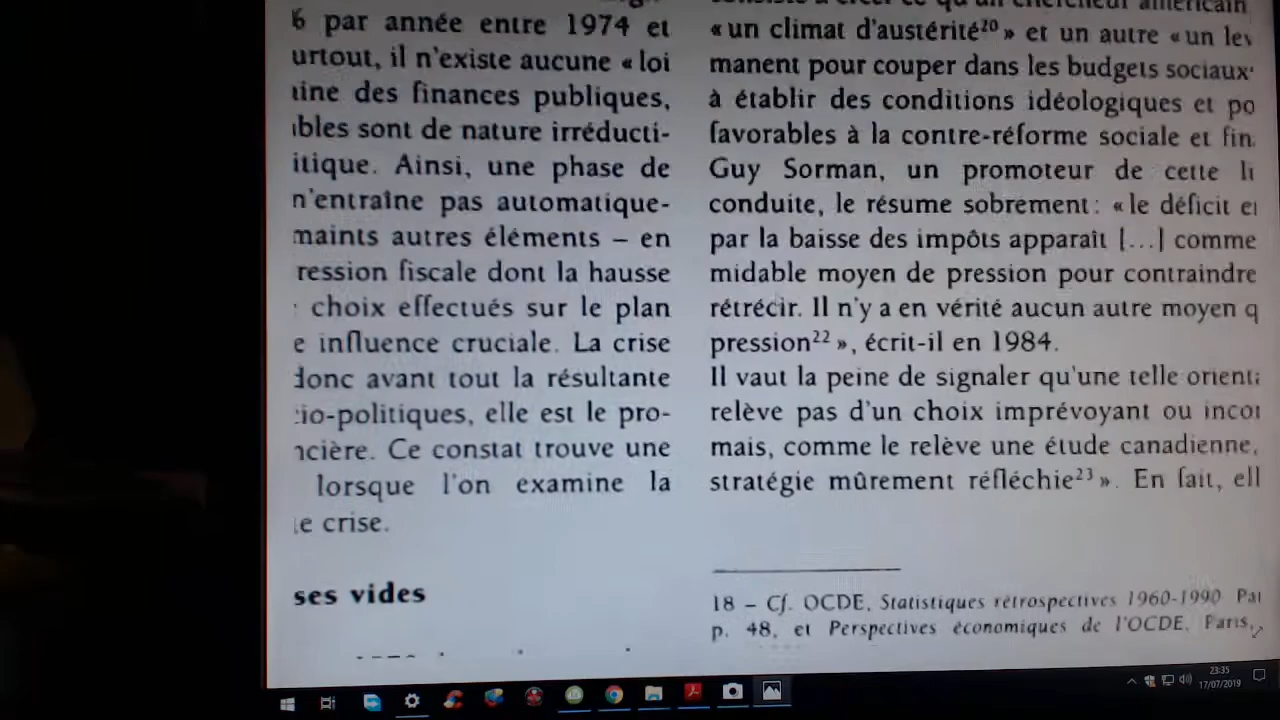 6 par année entre 1974 et
urtout, il n'existe aucune « loi
des finances publiques,
sont de nature irréducti-
itique. Ainsi, une phase de
n'entraîne pas automatique-
maints autres éléments – en
ression fiscale dont la hausse
choix effectués sur le plan
e influence cruciale. La crise
donc avant tout la résultante
io-politiques, elle est le pro-
ncière. Ce constat trouve une
lorsque l'on examine la
e crise.
ses vides
« un climat d'austérité20 » et un autre « un lev
manent pour couper dans les budgets sociaux
à établir des conditions idéologiques et po
favorables à la contre-réforme sociale et fin
Guy Sorman, un promoteur de cette li
conduite, le résume sobrement : « le déficit e
par la baisse des impôts apparaît [...] comme
midable moyen de pression pour contraindre
rétrécir. Il n'y a en vérité aucun autre moyen q
pression22 », écrit-il en 1984.
Il vaut la peine de signaler qu'une telle orient
relève pas d'un choix imprévoyant ou inco
mais, comme le relève une étude canadienne,
stratégie mûrement réfléchie23 ». En fait, ell
18 – Cf. OCDE, Statistiques rétrospectives 1960-1990 Par
p. 48, et Perspectives économiques de l'OCDE, Paris,
23:35
17/07/2019